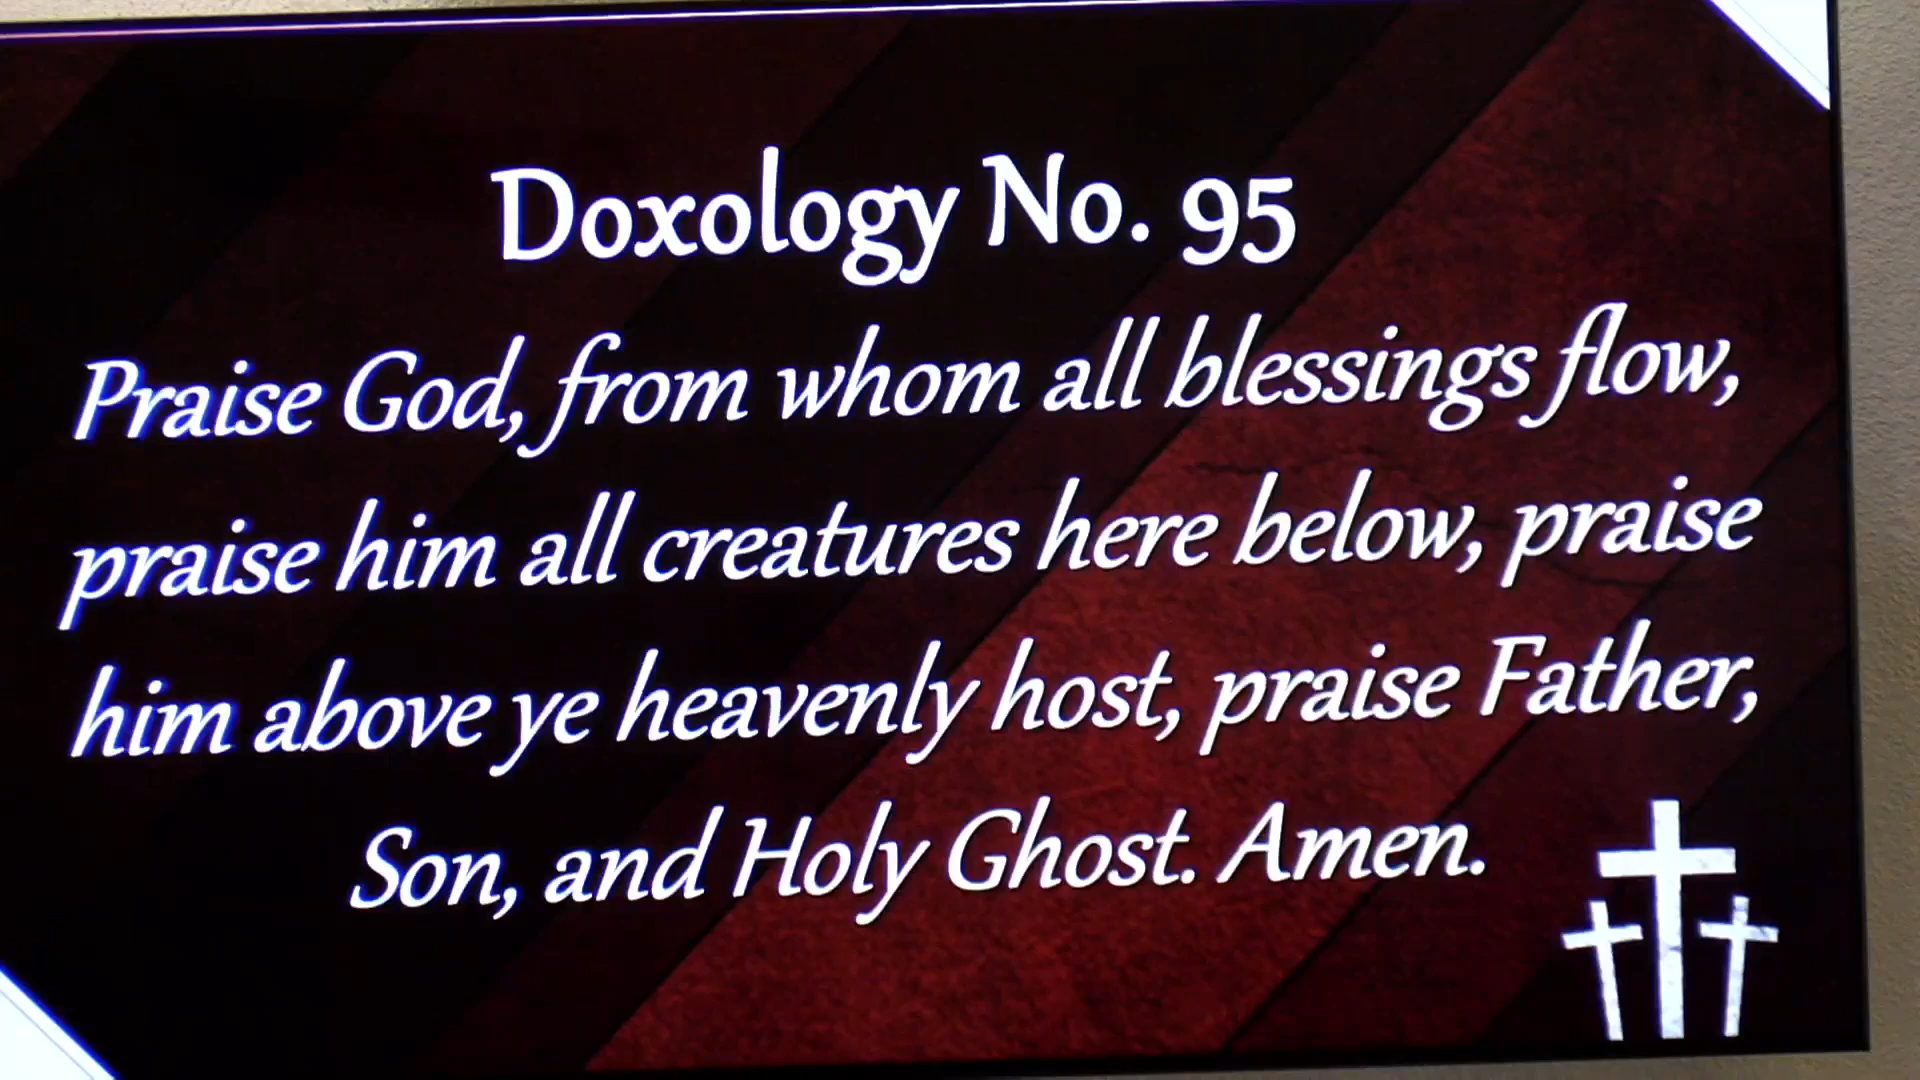 Doxology No. 95
Praise God, from whom all blessings flow,
praise him all creatures here below, praise
him above ye heavenly host, praise Father,
Son, and Holy Ghost. Amen.